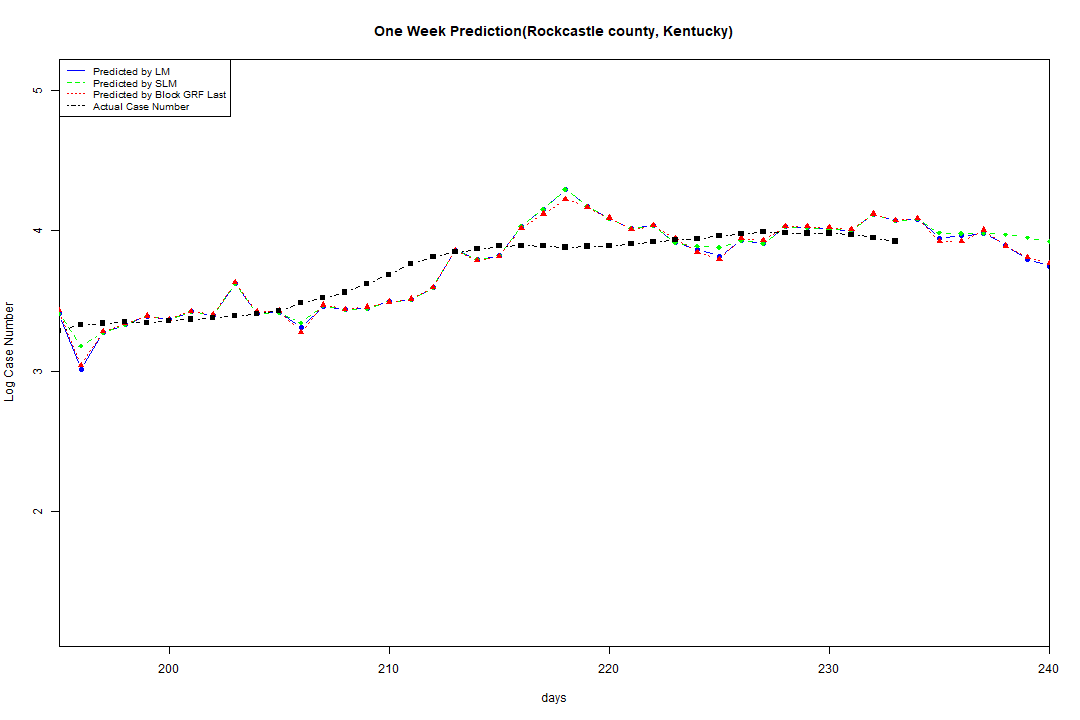 One Week Prediction(Rockcastle county, Kentucky)
Predicted by LM
Predicted by SLM
Predicted by Block GRF Last
Actual Case Number
5
4
3
2
Log Case Number
200 210 220 230 240
days